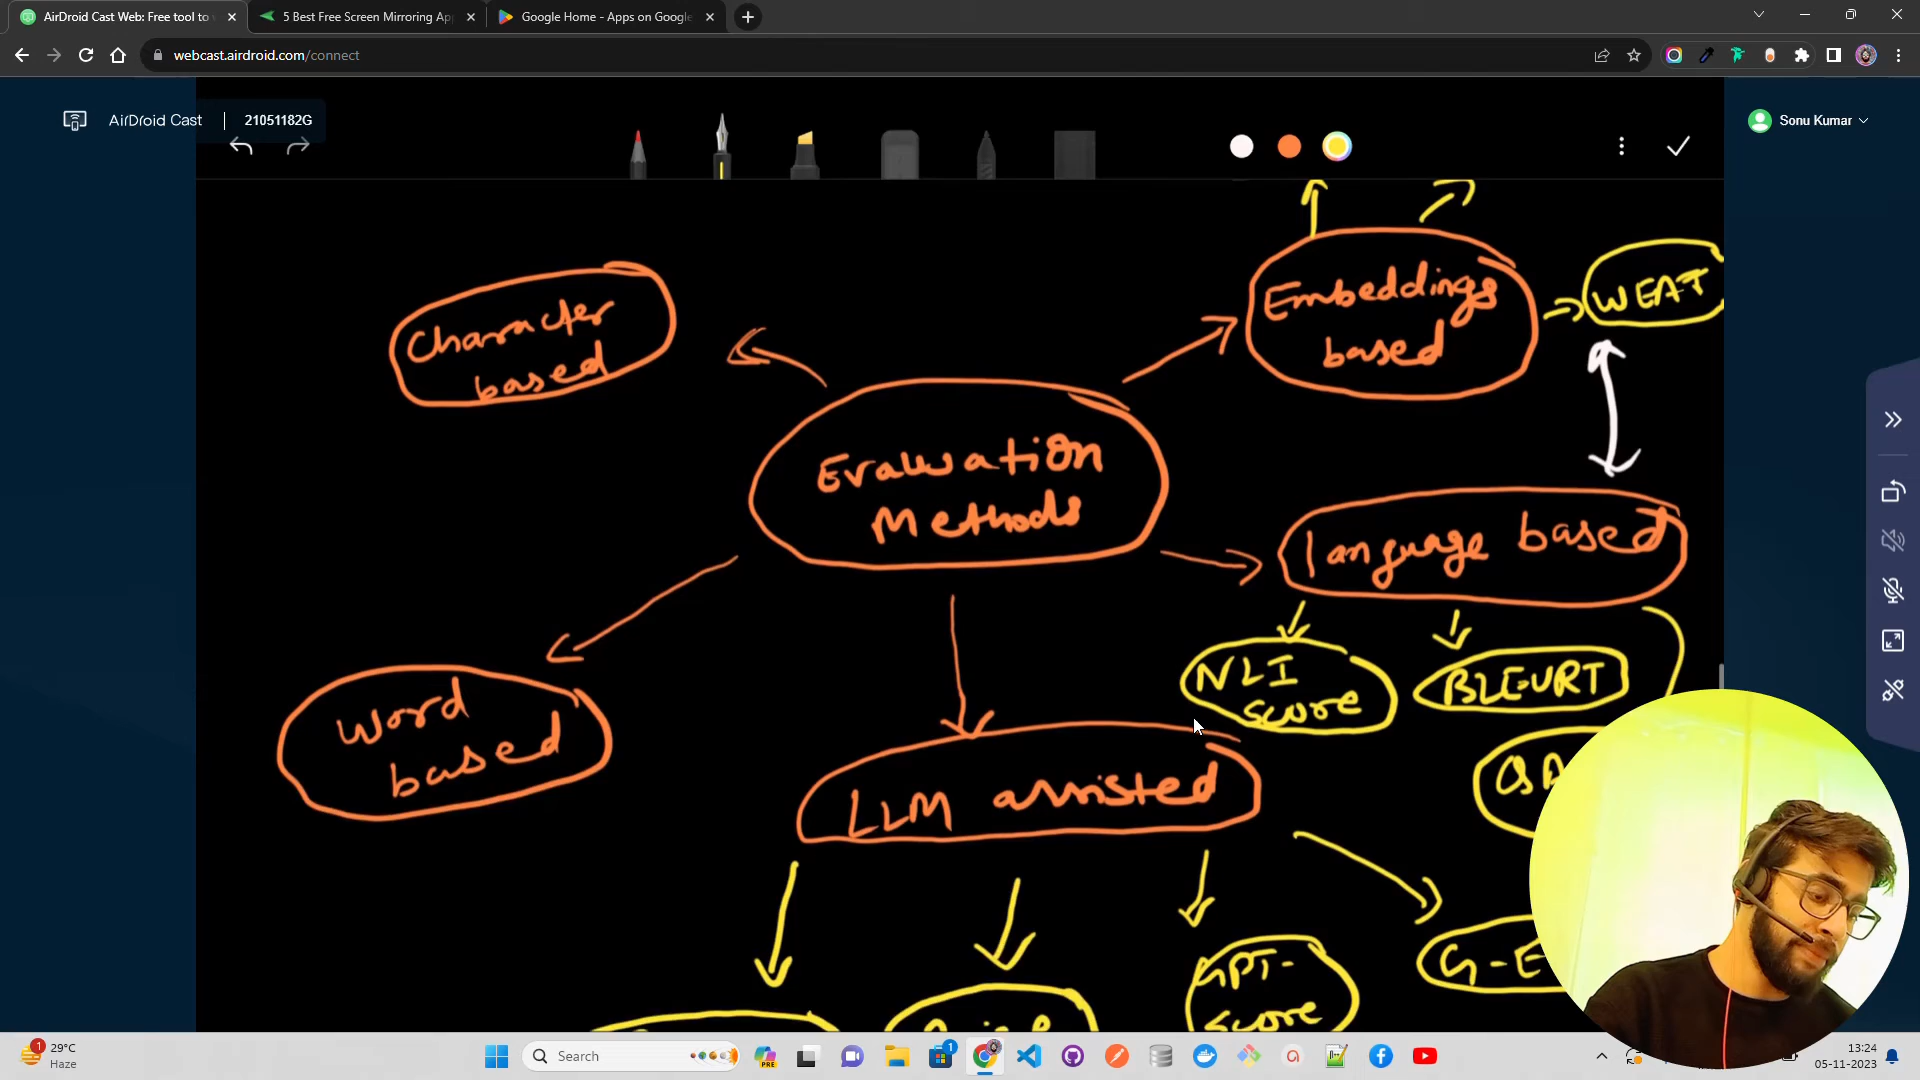 AirDroid Cast Web: Free tool to
5 Best Free Screen Mirroring Ap
Google Home - Apps on Google
webcast.airdroid.com/connect
AirDroid Cast
21051182G
Sonu Kumar
Character
based
Embeddings
based
WEAT
Evaluation
Methods
language based
NLI
score
BLEURT
Word
based
LLM assisted
GPT-
score
G-E
29°C
Haze
Search
PRE
13:24
05-11-2023